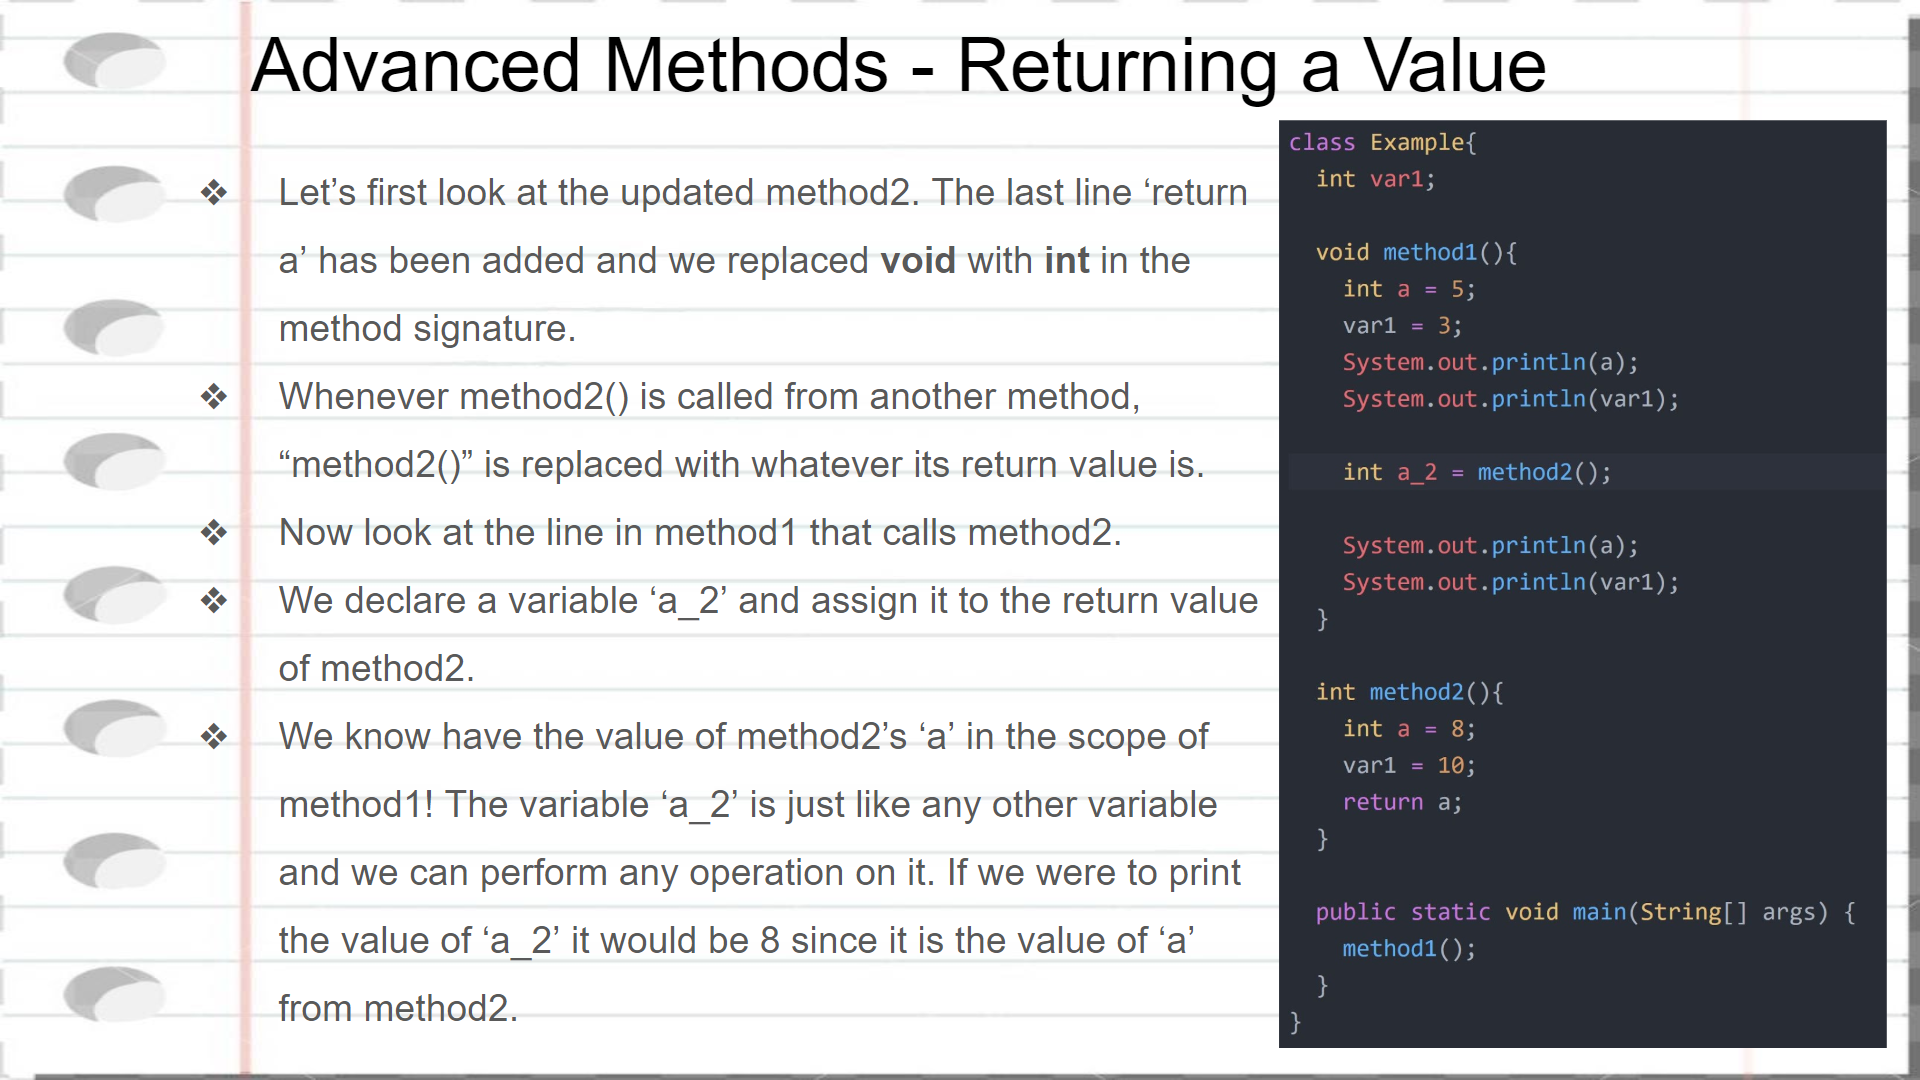 Advanced Methods - Returning a Value
❖ Let’s first look at the updated method2. The last line ‘return
a’ has been added and we replaced void with int in the
method signature.
❖ Whenever method2() is called from another method,
“method2()” is replaced with whatever its return value is.
❖ Now look at the line in method1 that calls method2.
❖ We declare a variable ‘a_2’ and assign it to the return value
of method2.
❖ We know have the value of method2’s ‘a’ in the scope of
method1! The variable ‘a_2’ is just like any other variable
and we can perform any operation on it. If we were to print
the value of ‘a_2’ it would be 8 since it is the value of ‘a’
from method2.
class Example{
  int var1;

  void method1(){
    int a = 5;
    var1 = 3;
    System.out.println(a);
    System.out.println(var1);

    int a_2 = method2();

    System.out.println(a);
    System.out.println(var1);
  }

  int method2(){
    int a = 8;
    var1 = 10;
    return a;
  }

  public static void main(String[] args) {
    method1();
  }
}